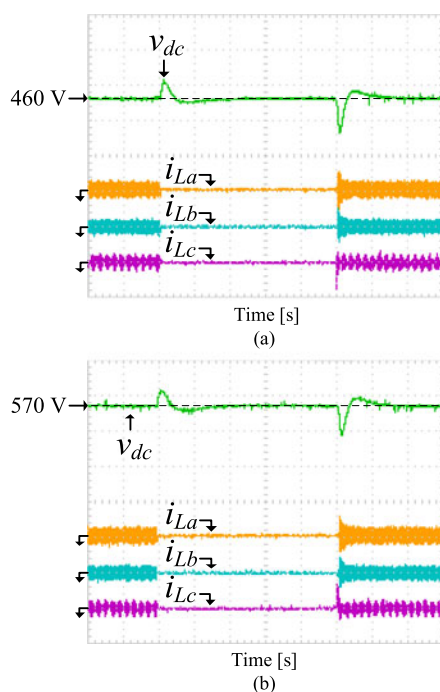 v_dc
460 V
i_La
i_Lb
i_Lc
Time [s]
(a)
570 V
v_dc
i_La
i_Lb
i_Lc
Time [s]
(b)